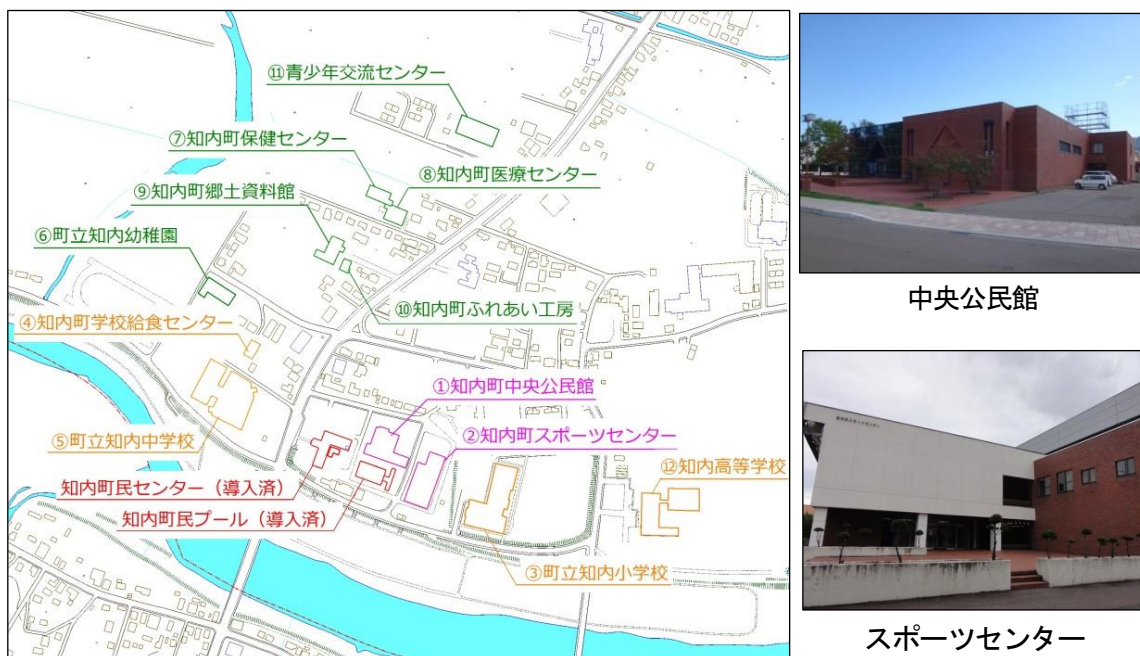 ⑪青少年交流センター
⑦知内町保健センター
⑧知内町医療センター
⑨知内町郷土資料館
⑥町立知内幼稚園
⑩知内町ふれあい工房
④知内町学校給食センター
①知内町中央公民館
⑤町立知内中学校
②知内町スポーツセンター
⑫知内高等学校
知内町民センター（導入済）
知内町民プール（導入済）
③町立知内小学校
中央公民館
スポーツセンター